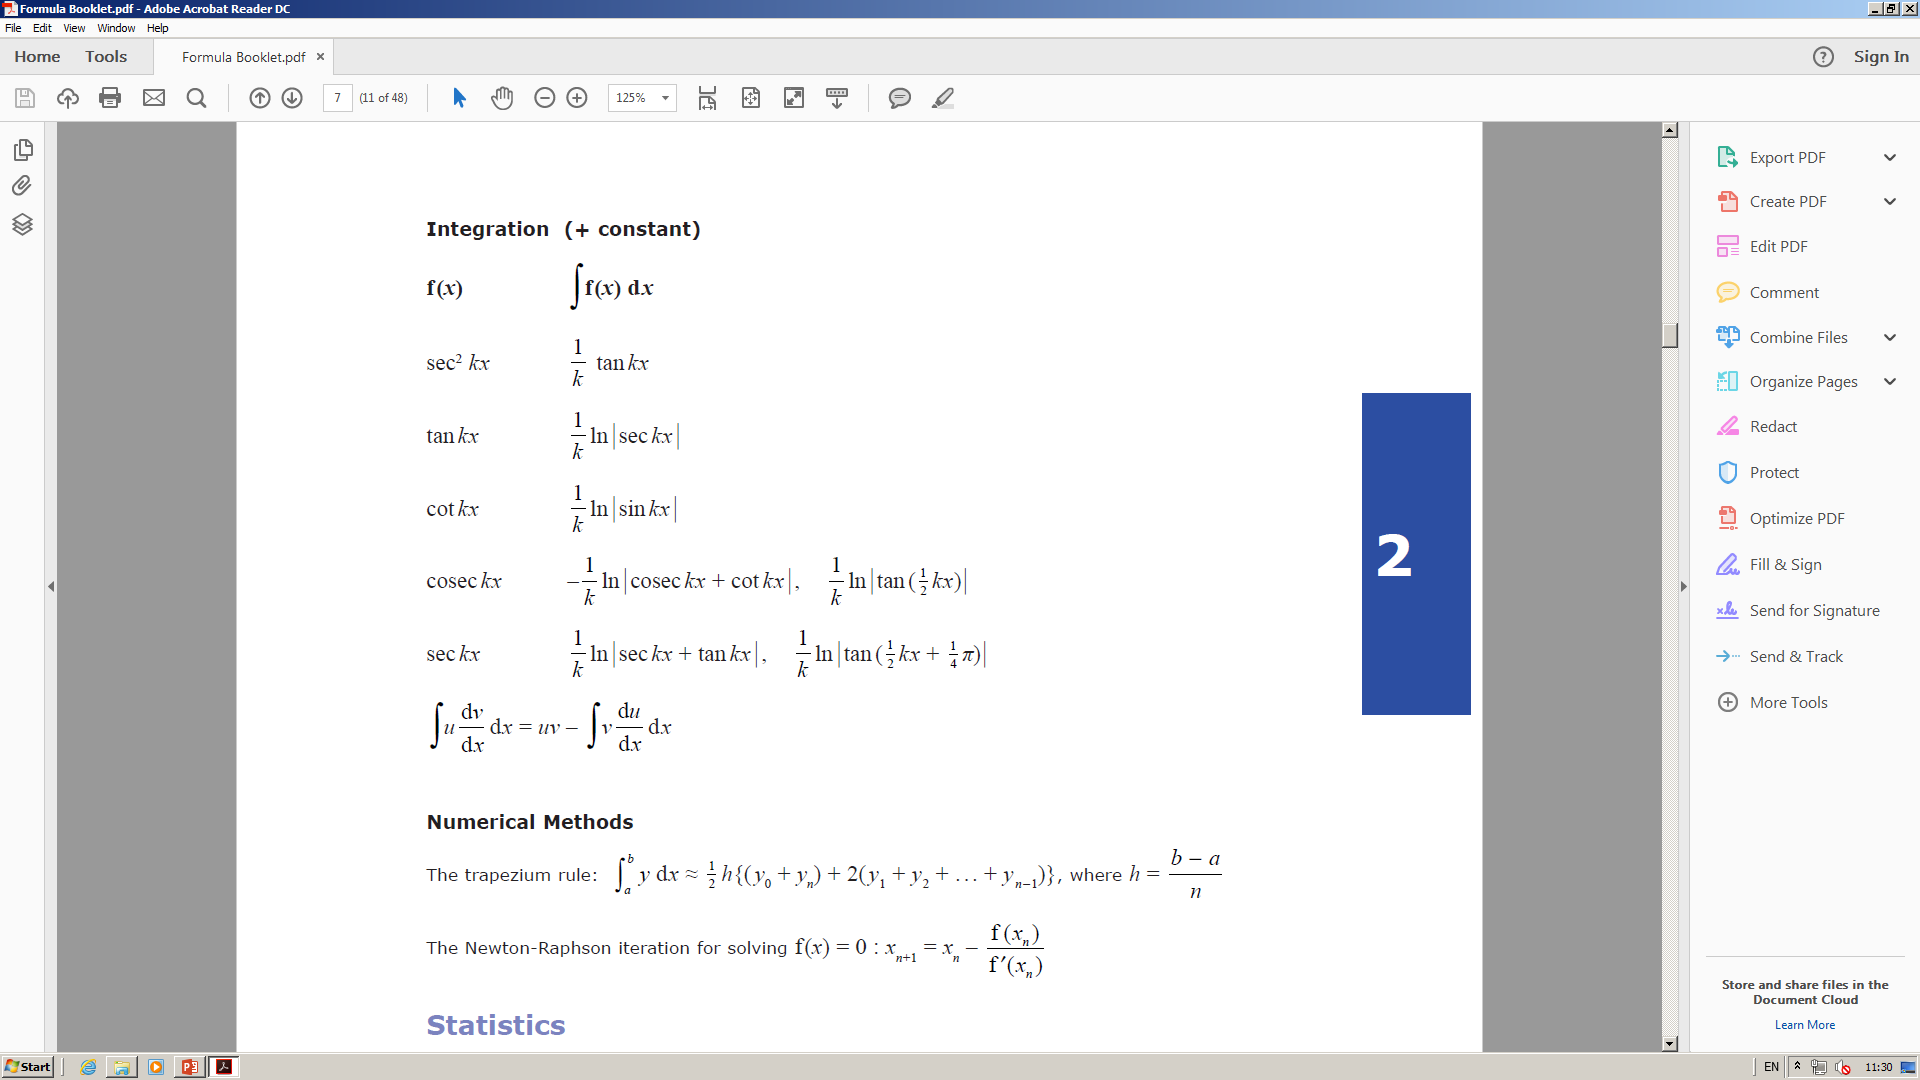 Formula Booklet.pdf - Adobe Acrobat Reader DC
File Edit View Window Help
Home Tools Formula Booklet.pdf × Sign In
7 (11 of 48) 125%
Integration (+ constant)
f(x) ∫f(x) dx
sec² kx 1/k tan kx
tan kx 1/k ln|sec kx|
cot kx 1/k ln|sin kx|
cosec kx −1/k ln|cosec kx + cot kx|, 1/k ln|tan(½kx)|
sec kx 1/k ln|sec kx + tan kx|, 1/k ln|tan(½kx + ¼π)|
∫u dv/dx dx = uv − ∫v du/dx dx
2
Numerical Methods
The trapezium rule: ∫ₐᵇ y dx ≈ ½h{(y₀ + yₙ) + 2(y₁ + y₂ + … + yₙ₋₁)}, where h = (b − a)/n
The Newton-Raphson iteration for solving f(x) = 0 : xₙ₊₁ = xₙ − f(xₙ)/f′(xₙ)
Statistics
Export PDF
Create PDF
Edit PDF
Comment
Combine Files
Organize Pages
Redact
Protect
Optimize PDF
Fill & Sign
Send for Signature
Send & Track
More Tools
Store and share files in the
Document Cloud
Learn More
Start EN 11:30